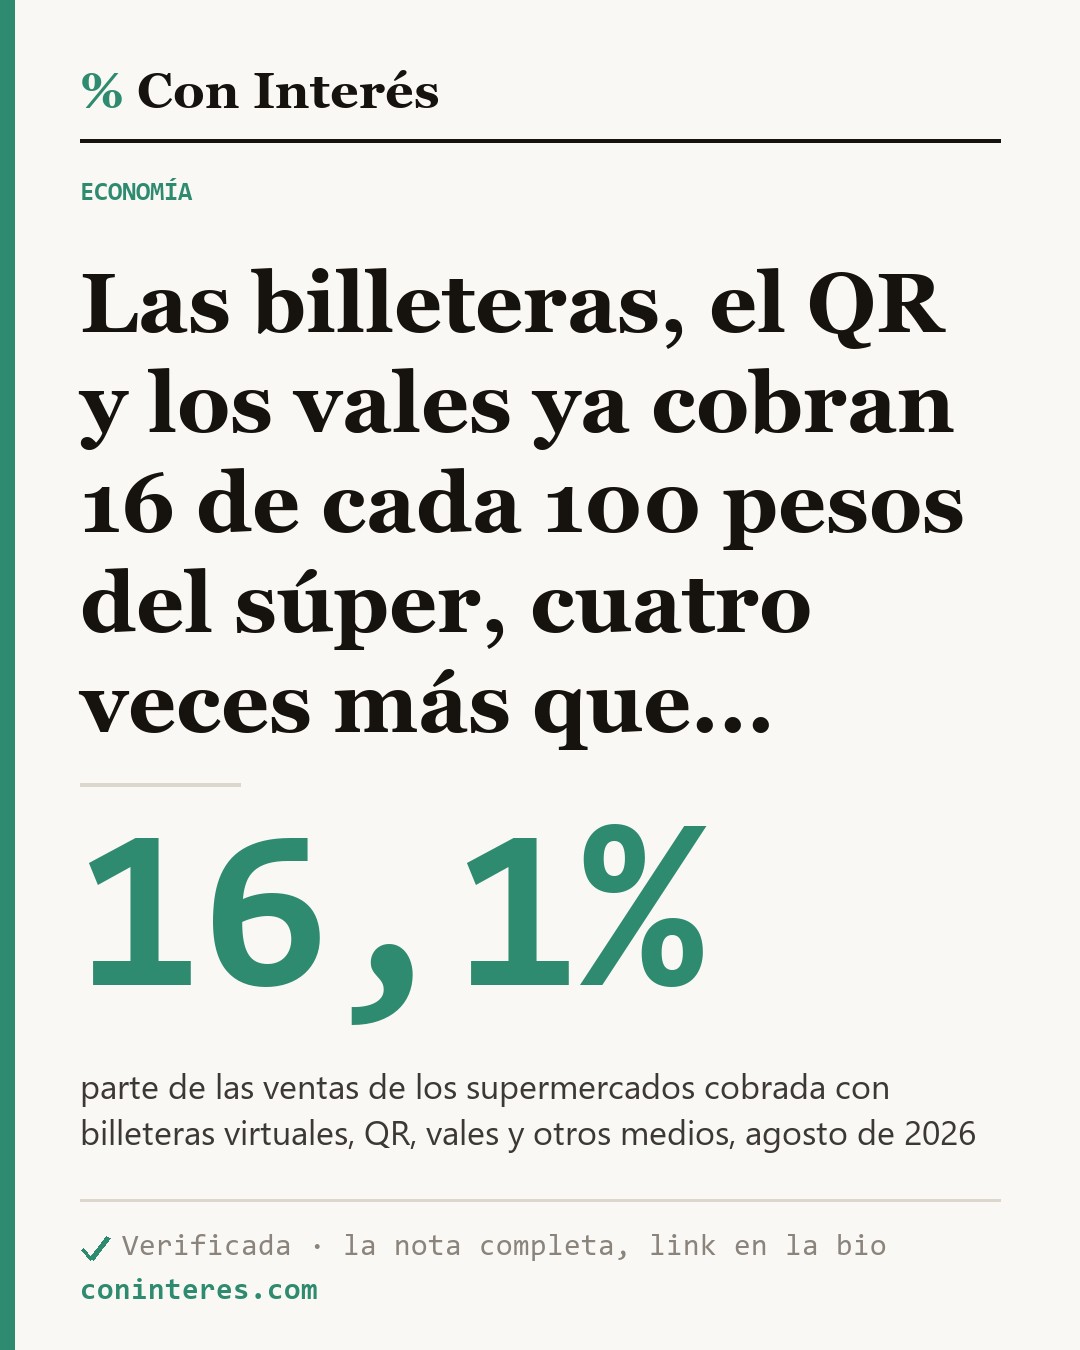 % Con Interés
ECONOMÍA
Las billeteras, el QR
y los vales ya cobran
16 de cada 100 pesos
del súper, cuatro
veces más que...
16,1%
parte de las ventas de los supermercados cobrada con
billeteras virtuales, QR, vales y otros medios, agosto de 2026
✓ Verificada · la nota completa, link en la bio
coninteres.com